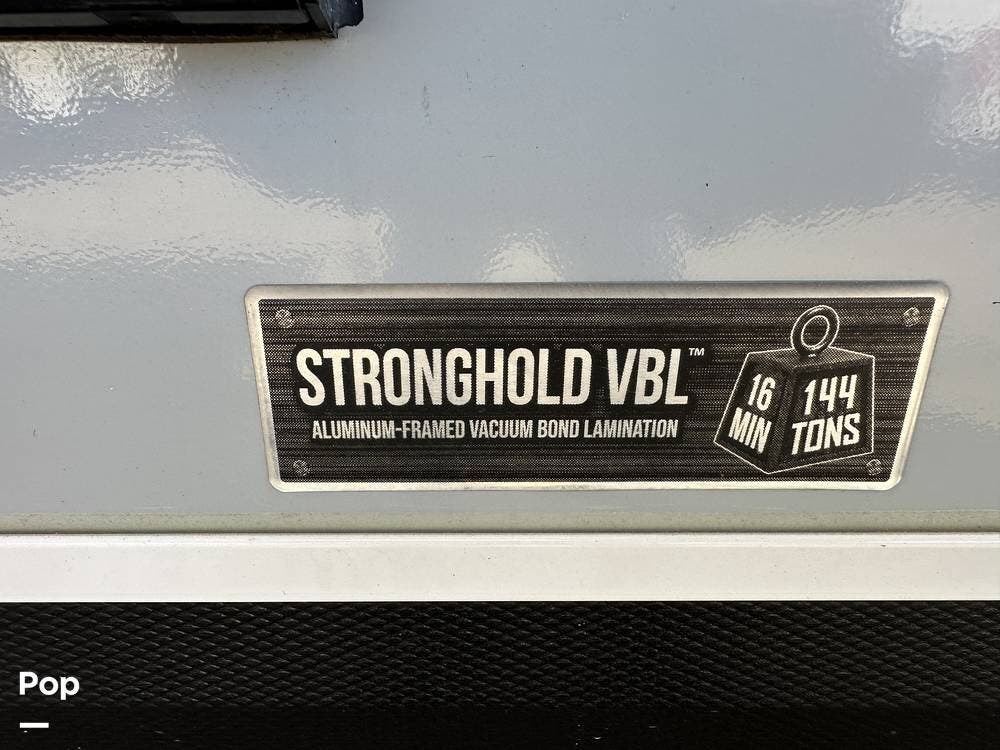 STRONGHOLD VBL™
ALUMINUM-FRAMED VACUUM BOND LAMINATION
16
MIN
144
TONS
Pop